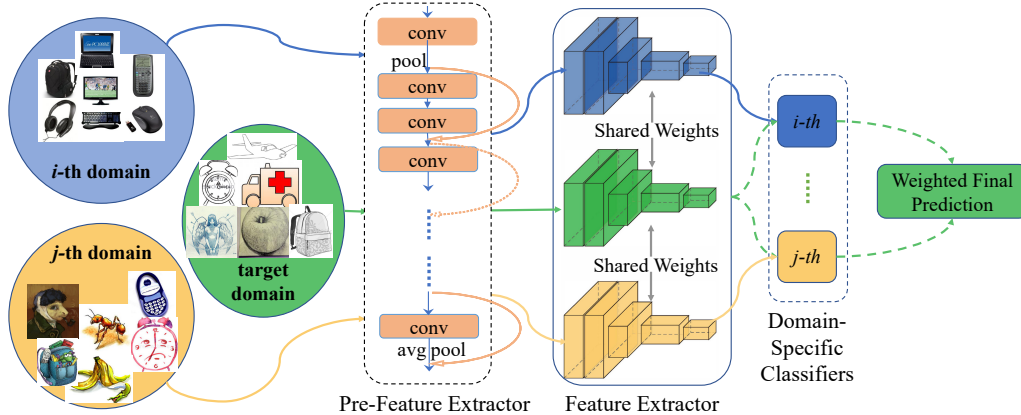 i-th domain
j-th domain
target
domain
conv
pool
conv
conv
conv
conv
avg pool
Pre-Feature Extractor
Shared Weights
Shared Weights
Feature Extractor
i-th
j-th
Domain-
Specific
Classifiers
Weighted Final
Prediction